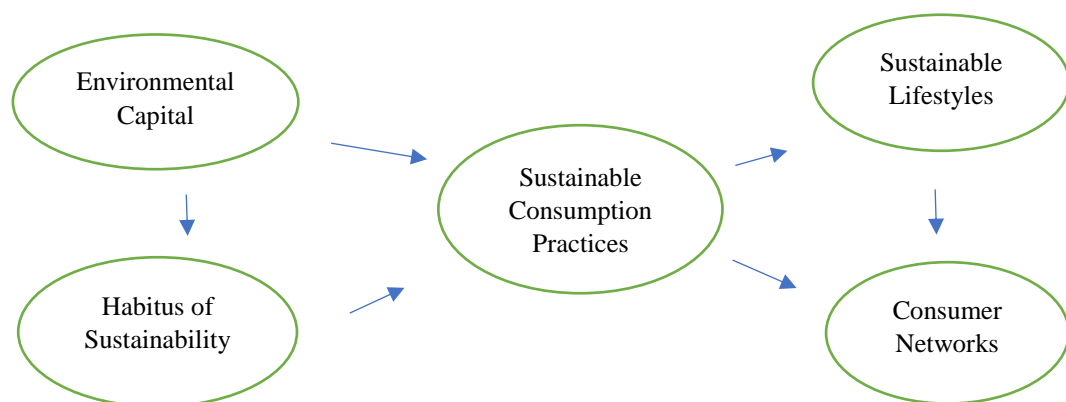 Environmental
Capital
Habitus of
Sustainability
Sustainable
Consumption
Practices
Sustainable
Lifestyles
Consumer
Networks